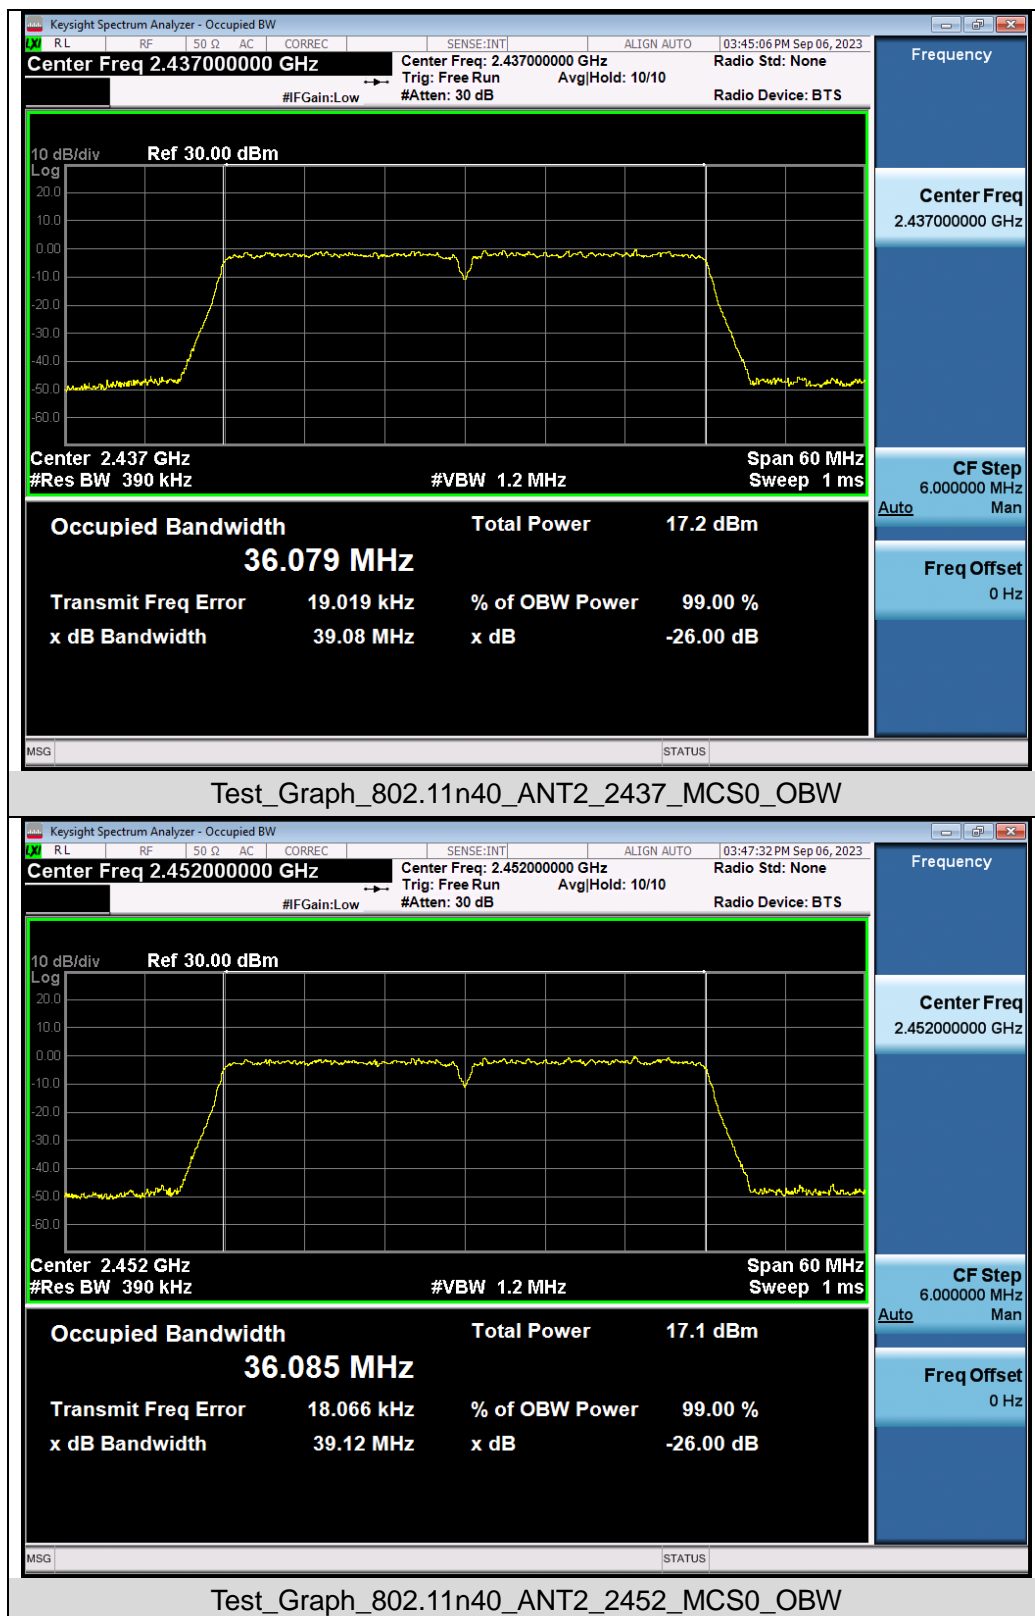 Keysight Spectrum Analyzer - Occupied BW
LXI RL RF 50 Ω AC CORREC SENSE:INT ALIGN AUTO 03:45:06 PM Sep 06, 2023
Center Freq 2.437000000 GHz
Center Freq: 2.437000000 GHz Radio Std: None
Trig: Free Run Avg|Hold: 10/10
#IFGain:Low #Atten: 30 dB Radio Device: BTS
Frequency
10 dB/div Ref 30.00 dBm
Log
20.0
10.0
0.00
-10.0
-20.0
-30.0
-40.0
-50.0
-60.0
Center 2.437 GHz Span 60 MHz
#Res BW 390 kHz #VBW 1.2 MHz Sweep 1 ms
Center Freq
2.437000000 GHz
CF Step
6.000000 MHz
Auto Man
Freq Offset
0 Hz
Occupied Bandwidth Total Power 17.2 dBm
36.079 MHz
Transmit Freq Error 19.019 kHz % of OBW Power 99.00 %
x dB Bandwidth 39.08 MHz x dB -26.00 dB
MSG STATUS
Test_Graph_802.11n40_ANT2_2437_MCS0_OBW
Keysight Spectrum Analyzer - Occupied BW
LXI RL RF 50 Ω AC CORREC SENSE:INT ALIGN AUTO 03:47:32 PM Sep 06, 2023
Center Freq 2.452000000 GHz
Center Freq: 2.452000000 GHz Radio Std: None
Trig: Free Run Avg|Hold: 10/10
#IFGain:Low #Atten: 30 dB Radio Device: BTS
Frequency
10 dB/div Ref 30.00 dBm
Log
20.0
10.0
0.00
-10.0
-20.0
-30.0
-40.0
-50.0
-60.0
Center 2.452 GHz Span 60 MHz
#Res BW 390 kHz #VBW 1.2 MHz Sweep 1 ms
Center Freq
2.452000000 GHz
CF Step
6.000000 MHz
Auto Man
Freq Offset
0 Hz
Occupied Bandwidth Total Power 17.1 dBm
36.085 MHz
Transmit Freq Error 18.066 kHz % of OBW Power 99.00 %
x dB Bandwidth 39.12 MHz x dB -26.00 dB
MSG STATUS
Test_Graph_802.11n40_ANT2_2452_MCS0_OBW